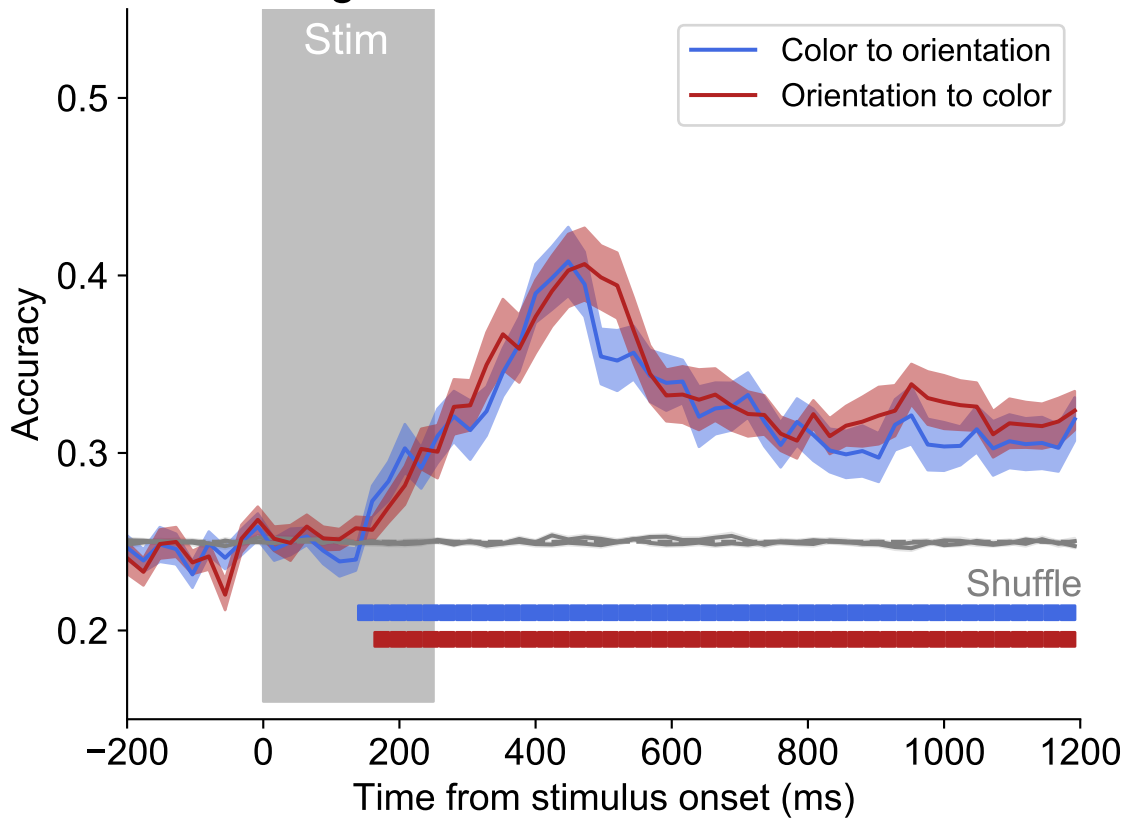 Stim
Color to orientation
Orientation to color
0.5
0.4
0.3
0.2
Accuracy
Shuffle
−200 0 200 400 600 800 1000 1200
Time from stimulus onset (ms)